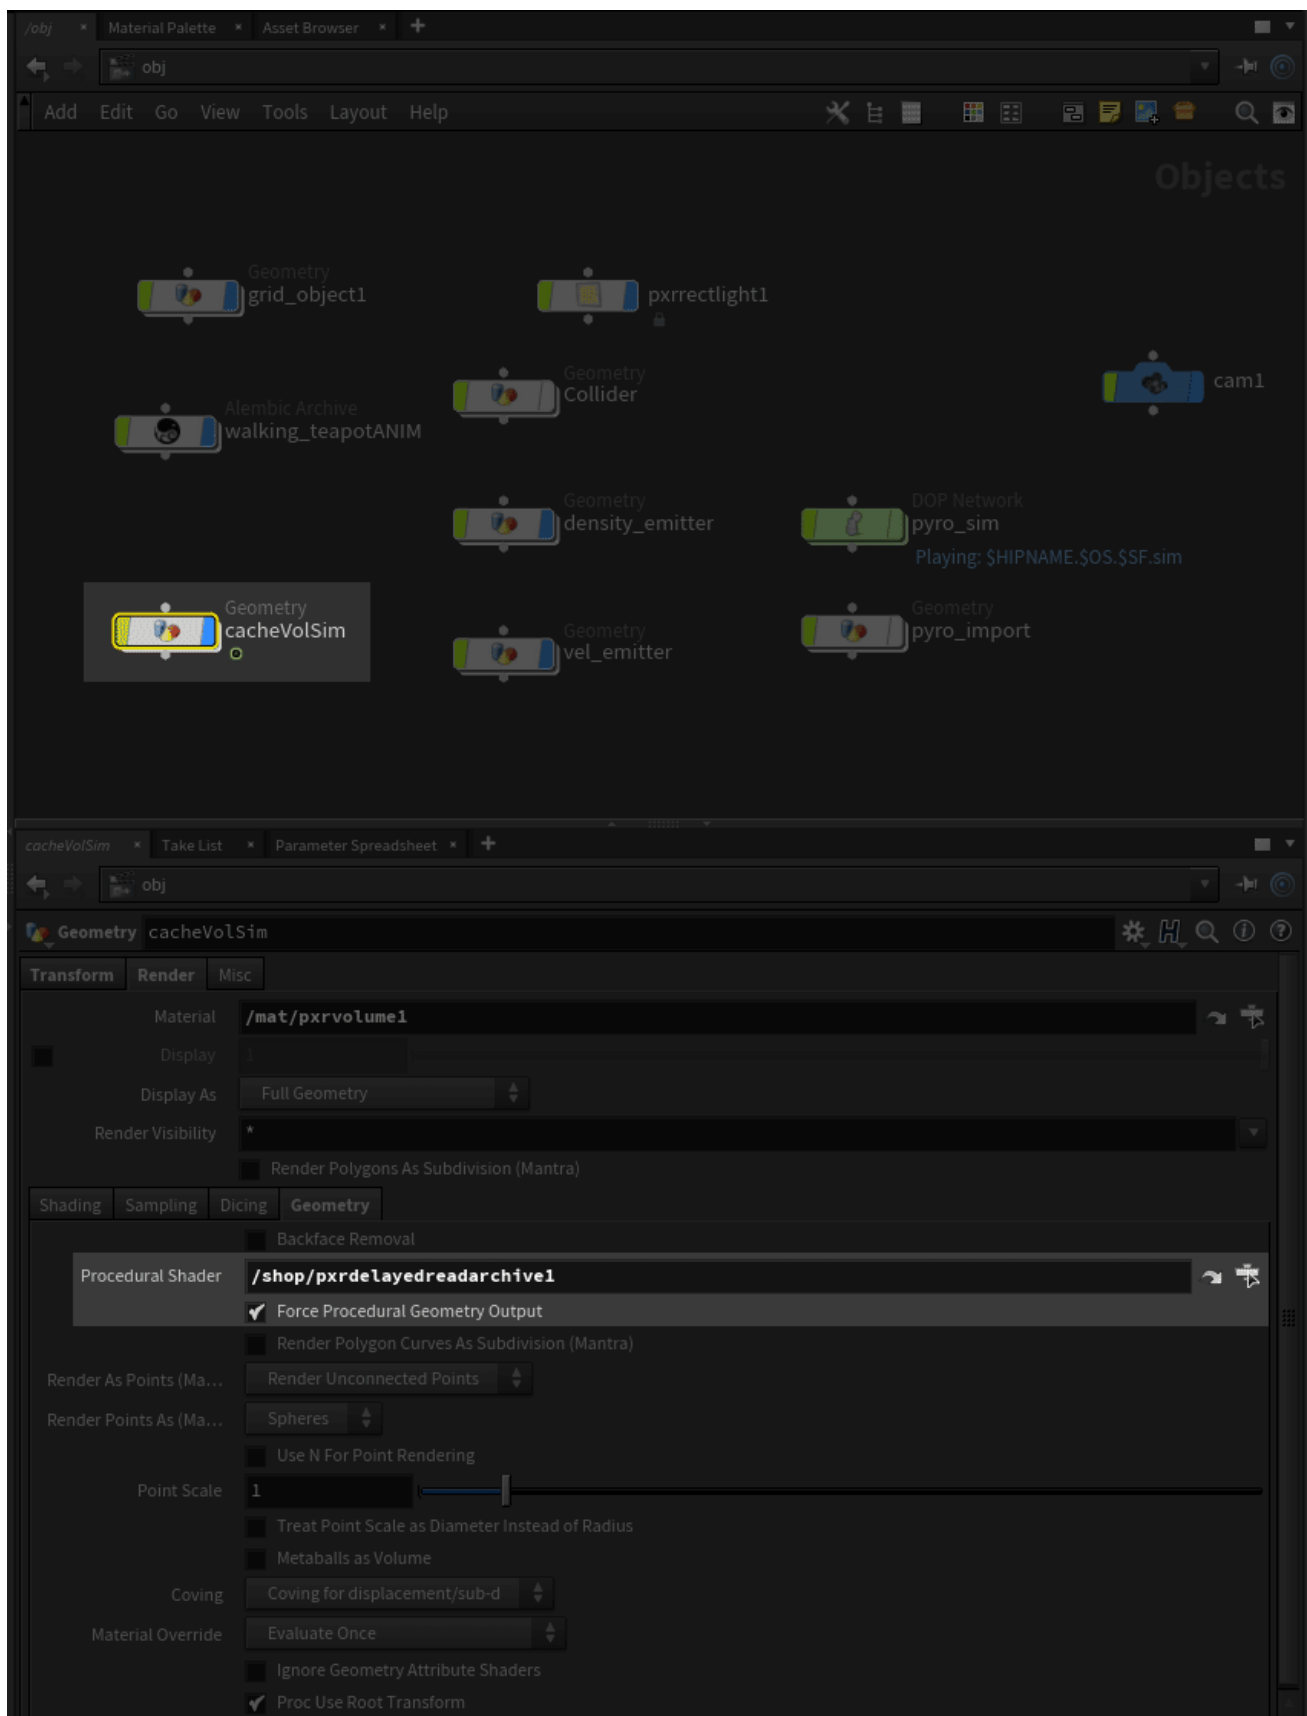 /obj × Material Palette × Asset Browser × +
obj
Add Edit Go View Tools Layout Help
Objects
Geometry
grid_object1
pxrrectlight1
Geometry
Collider
cam1
Alembic Archive
walking_teapotANIM
Geometry
density_emitter
DOP Network
pyro_sim
Playing: $HIPNAME.$OS.$SF.sim
Geometry
cacheVolSim
Geometry
vel_emitter
Geometry
pyro_import
cacheVolSim × Take List × Parameter Spreadsheet × +
obj
Geometry cacheVolSim
Transform Render Misc
Material /mat/pxrvolume1
Display 1
Display As Full Geometry
Render Visibility *
Render Polygons As Subdivision (Mantra)
Shading Sampling Dicing Geometry
Backface Removal
Procedural Shader /shop/pxrdelayedreadarchive1
Force Procedural Geometry Output
Render Polygon Curves As Subdivision (Mantra)
Render As Points (Ma... Render Unconnected Points
Render Points As (Ma... Spheres
Use N For Point Rendering
Point Scale 1
Treat Point Scale as Diameter Instead of Radius
Metaballs as Volume
Coving Coving for displacement/sub-d
Material Override Evaluate Once
Ignore Geometry Attribute Shaders
Proc Use Root Transform